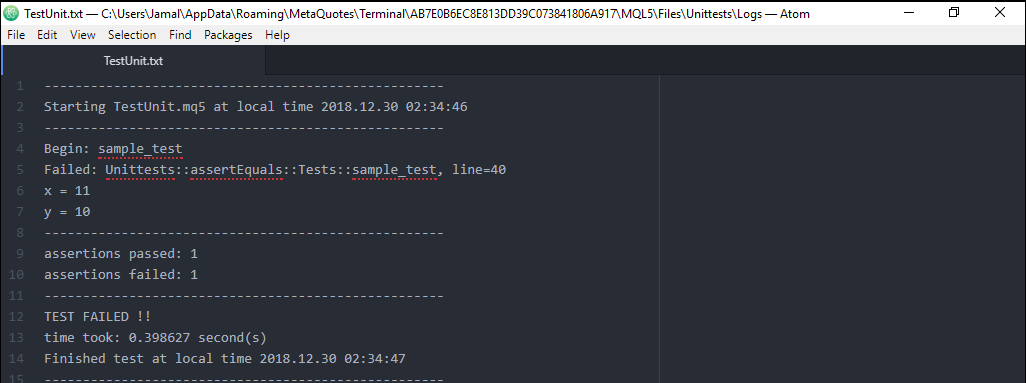 TestUnit.txt — C:\Users\Jamal\AppData\Roaming\MetaQuotes\Terminal\AB7E0B6EC8E813DD39C073841806A917\MQL5\Files\Unittests\Logs — Atom
File Edit View Selection Find Packages Help
TestUnit.txt
1 ----------------------------------------------------
2 Starting TestUnit.mq5 at local time 2018.12.30 02:34:46
3 ----------------------------------------------------
4 Begin: sample_test
5 Failed: Unittests::assertEquals::Tests::sample_test, line=40
6 x = 11
7 y = 10
8 ----------------------------------------------------
9 assertions passed: 1
10 assertions failed: 1
11 ----------------------------------------------------
12 TEST FAILED !!
13 time took: 0.398627 second(s)
14 Finished test at local time 2018.12.30 02:34:47
15 ----------------------------------------------------